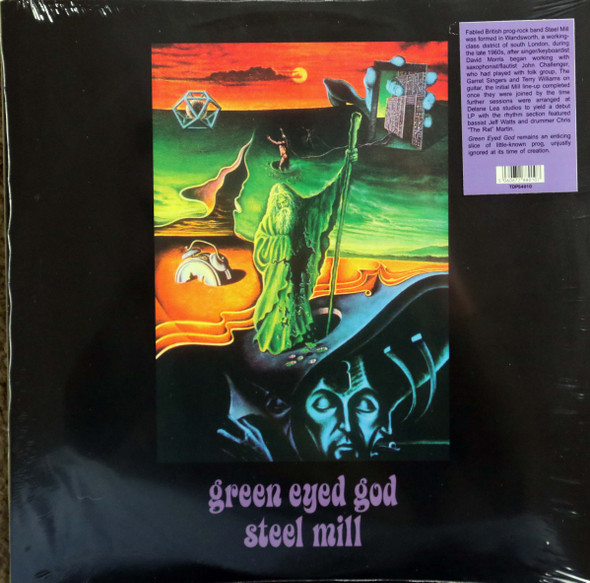 Fabled British prog-rock band Steel Mill
was formed in Wandsworth, a working-
class district of south London, during
the late 1960s, after singer/keyboardist
David Morris began working with
saxophonist/flautist John Challenger,
who had played with folk group, The
Garret Singers and Terry Williams on
guitar, the initial Mill line-up completed
once they were joined by the time
further sessions were arranged at
Delane Lea studios to yield a debut
LP with the rhythm section featured
bassist Jeff Watts and drummer Chris
"The Rat" Martin.
Green Eyed God remains an enticing
slice of little-known prog, unjustly
ignored at its time of creation.
TDP54010
green eyed god
steel mill